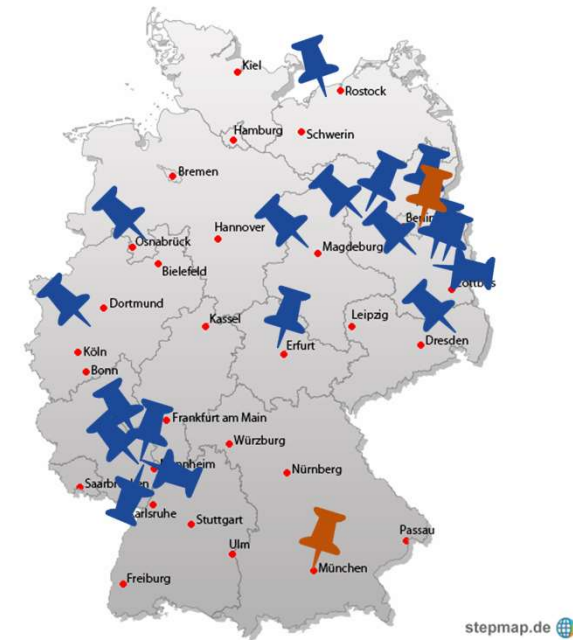 Kiel
Rostock
Hamburg
Schwerin
Bremen
Hannover
Magdeburg
Osnabrück
Bielefeld
Dortmund
Kassel
Leipzig
Erfurt
Dresden
Köln
Bonn
Frankfurt am Main
Würzburg
Nürnberg
Stuttgart
Passau
Ulm
München
Freiburg
stepmap.de